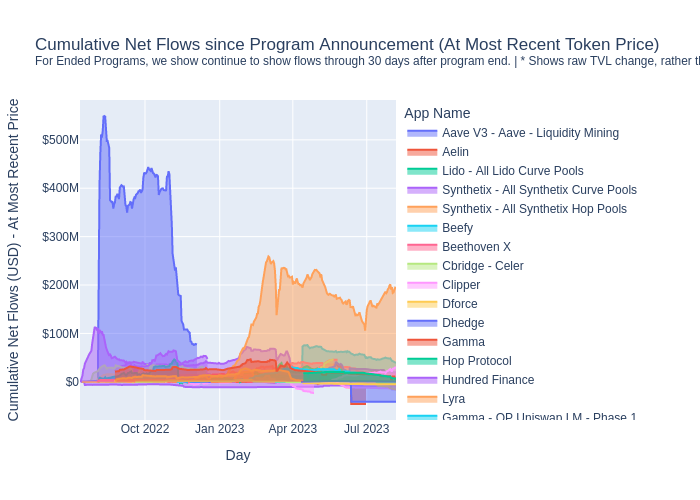 Cumulative Net Flows since Program Announcement (At Most Recent Token Price)
For Ended Programs, we show continue to show flows through 30 days after program end. | * Shows raw TVL change, rather
Cumulative Net Flows (USD) - At Most Recent Price
$500M
$400M
$300M
$200M
$100M
$0
Oct 2022
Jan 2023
Apr 2023
Jul 2023
Day
App Name
Aave V3 - Aave - Liquidity Mining
Aelin
Lido - All Lido Curve Pools
Synthetix - All Synthetix Curve Pools
Synthetix - All Synthetix Hop Pools
Beefy
Beethoven X
Cbridge - Celer
Clipper
Dforce
Dhedge
Gamma
Hop Protocol
Hundred Finance
Lyra
Gamma - OP Uniswap LM - Phase 1